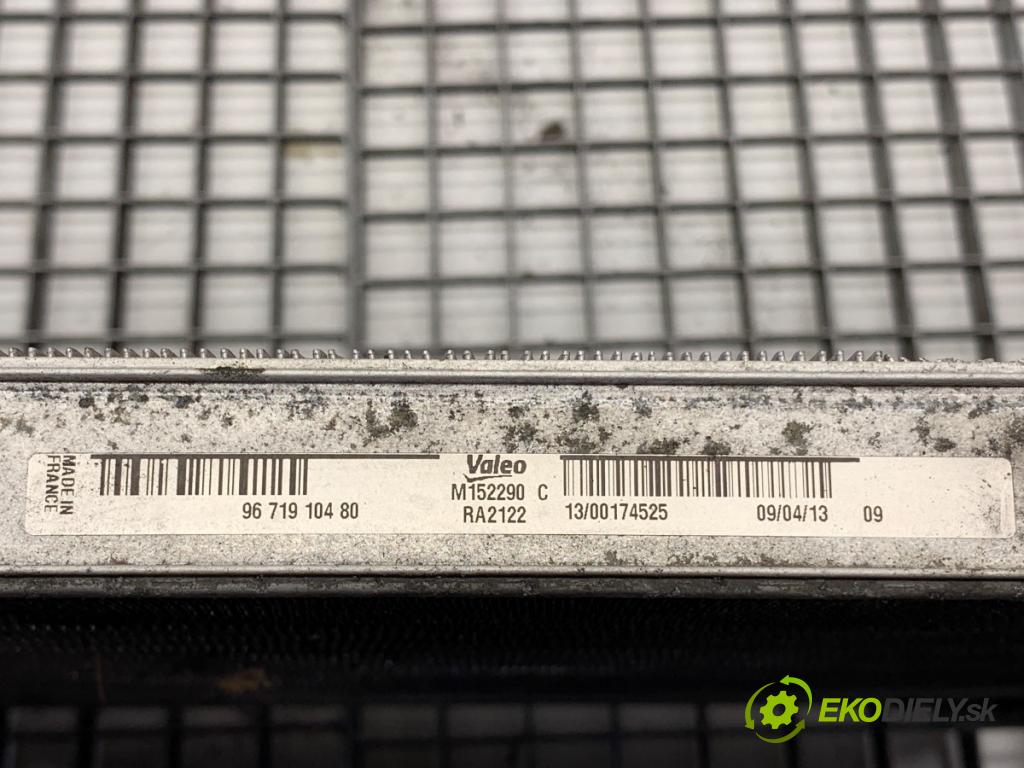 MADE IN
FRANCE
96 719 104 80
Valeo
M152290 C
RA2122
13/00174525
09/04/13
09
EKODIELY.sk